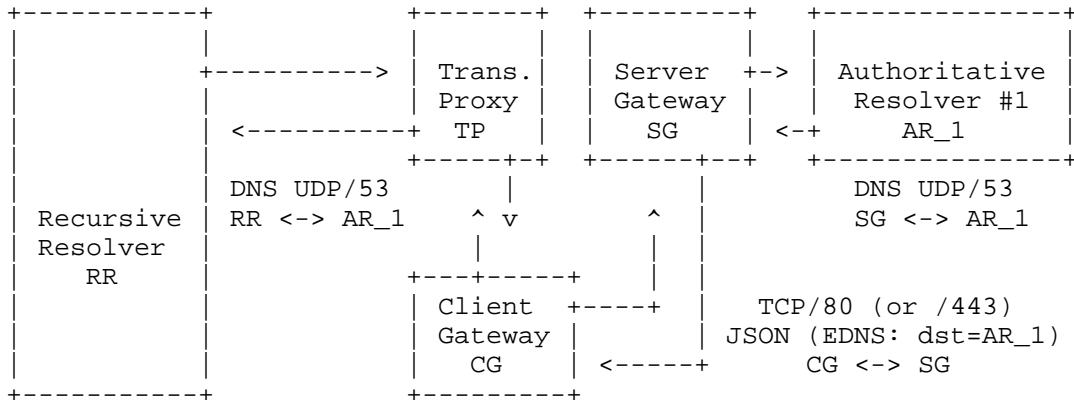 Trans. Server Authoritative
Proxy Gateway Resolver #1
TP SG AR_1
DNS UDP/53 DNS UDP/53
Recursive RR <-> AR_1 ^ v ^ SG <-> AR_1
Resolver
RR
Client TCP/80 (or /443)
Gateway JSON (EDNS: dst=AR_1)
CG CG <-> SG